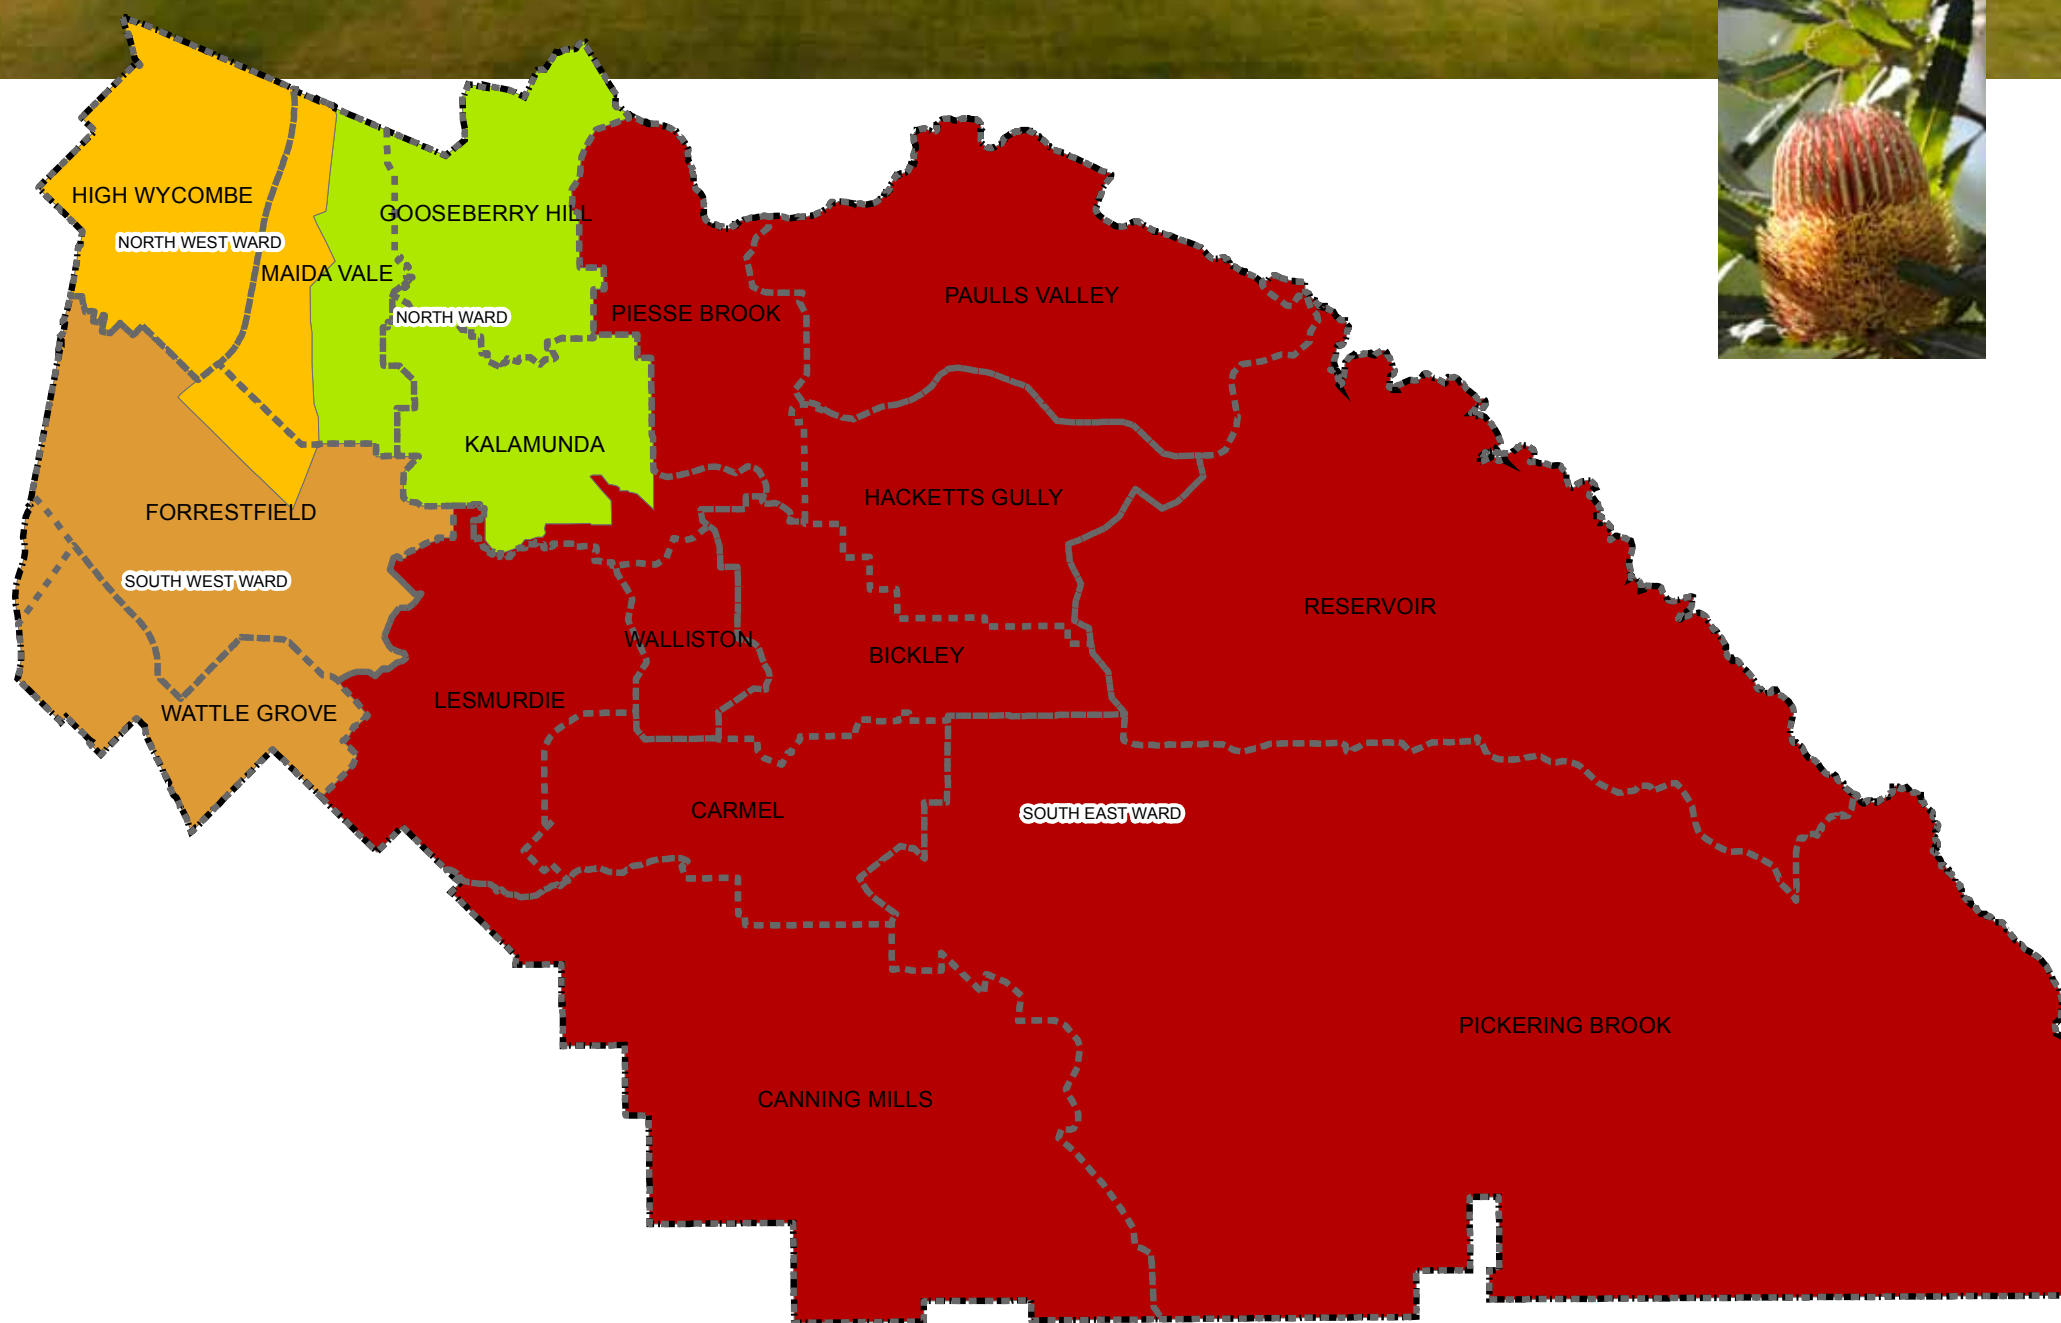 HIGH WYCOMBE
GOOSEBERRY HILL
NORTH WEST WARD
MAIDA VALE
NORTH WARD
PIESSE BROOK
PAULLS VALLEY
KALAMUNDA
HACKETTS GULLY
FORRESTFIELD
SOUTH WEST WARD
RESERVOIR
WALLISTON
BICKLEY
LESMURDIE
WATTLE GROVE
CARMEL
SOUTH EAST WARD
PICKERING BROOK
CANNING MILLS